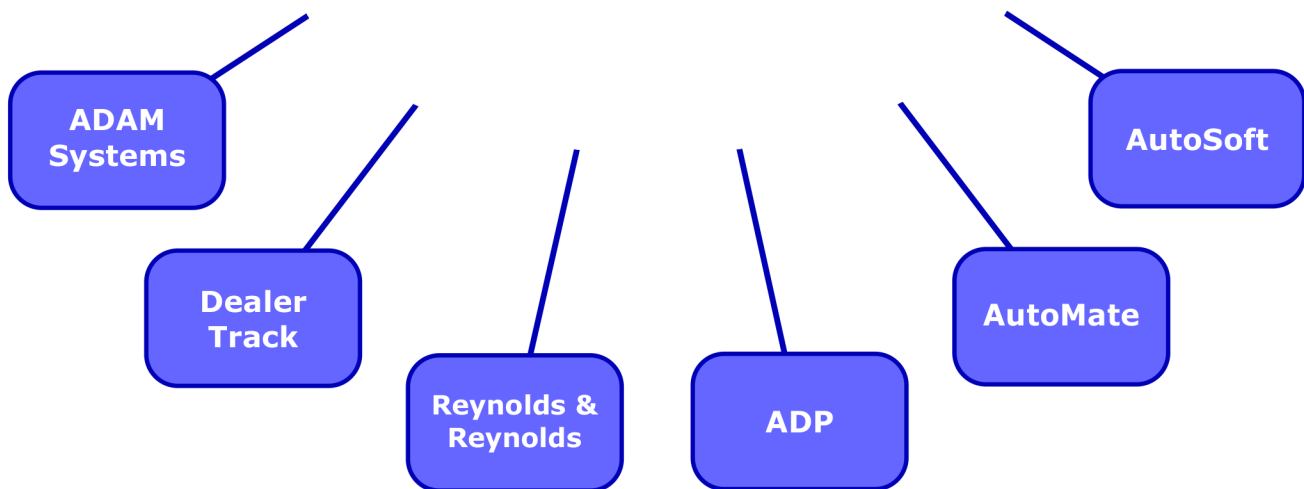 ADAM
Systems
AutoSoft
Dealer
Track
AutoMate
Reynolds &
Reynolds
ADP